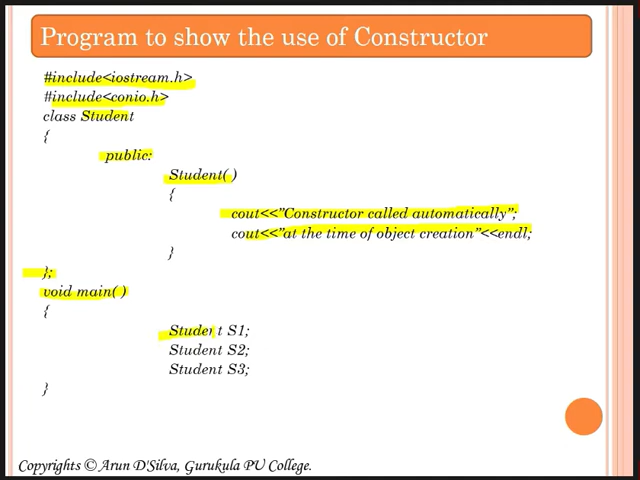 Program to show the use of Constructor
#include<iostream.h>
#include<conio.h>
class Student
{
public:
Student( )
{
cout<<"Constructor called automatically";
cout<<"at the time of object creation"<<endl;
}
};
void main( )
{
Student S1;
Student S2;
Student S3;
}
Copyrights © Arun D'Silva, Gurukula PU College.